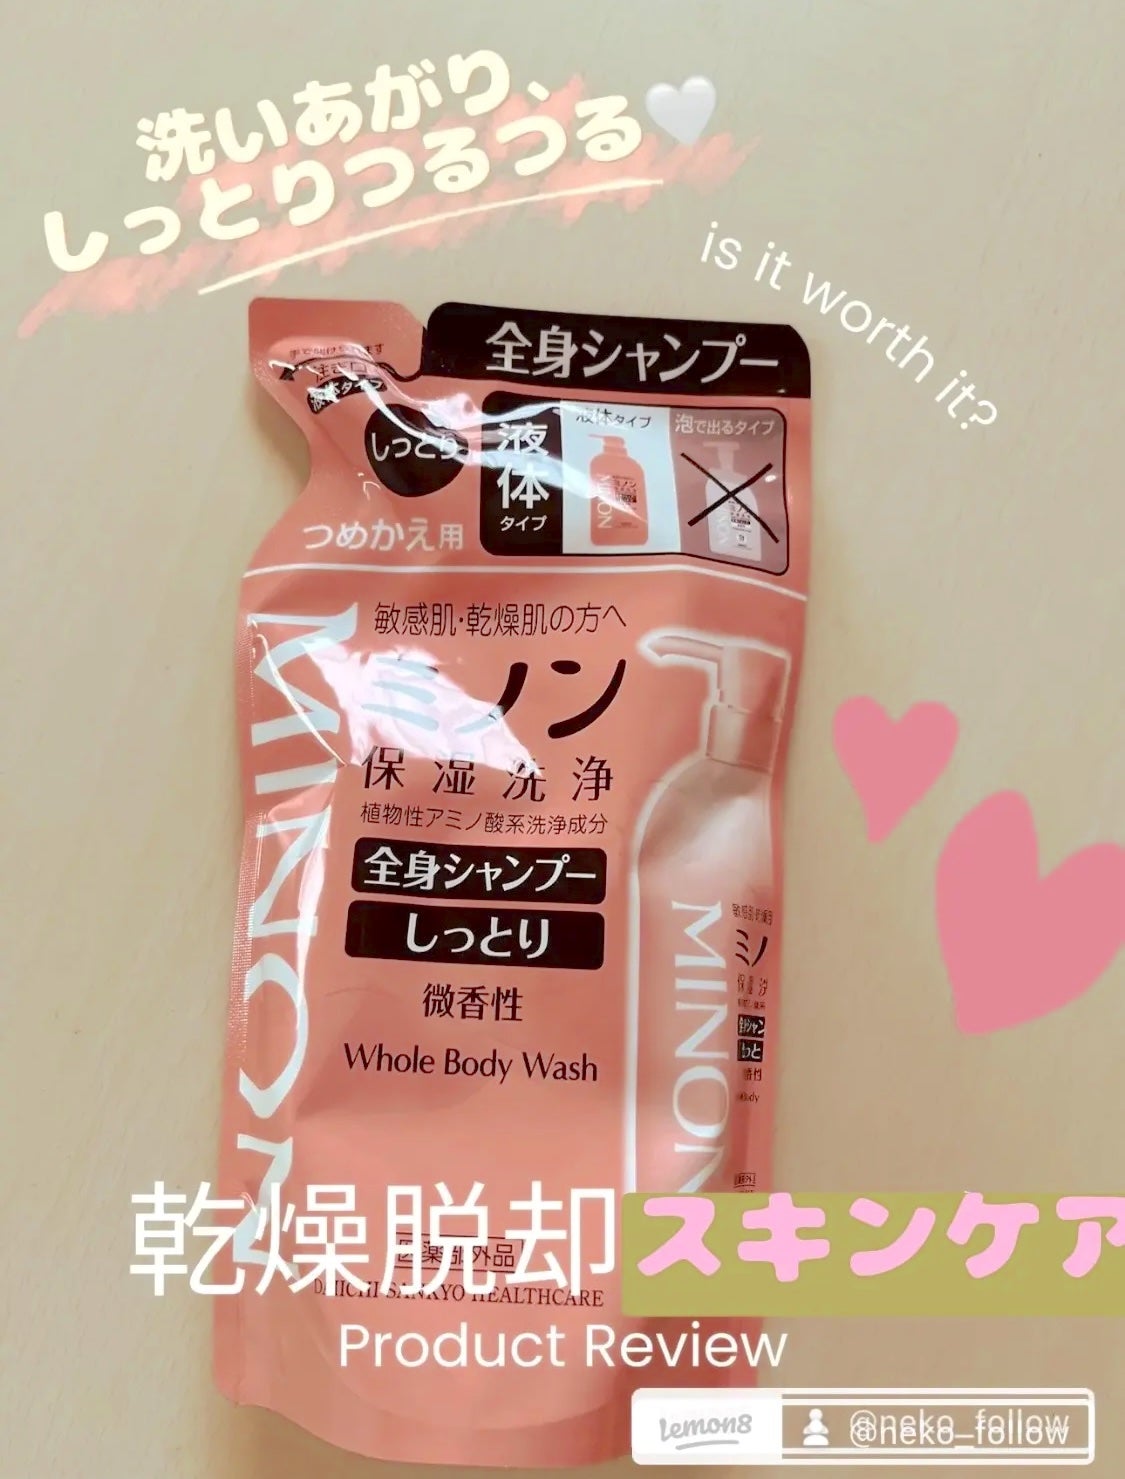 洗いあがり、
しっとりつるつる
is it worth it?
全身シャンプー
液体タイプ
しっとり
液体タイプ
液体タイプ
泡で出るタイプ
つめかえ用
MINON
敏感肌・乾燥肌の方へ
ミノン
保湿洗浄
植物性アミノ酸系洗浄成分
全身シャンプー
しっとり
微香性
Whole Body Wash
MINON
乾燥脱却スキンケア
医薬部外品
DAIICHI SANKYO HEALTHCARE
Product Review
Lemon8 @neko_follow